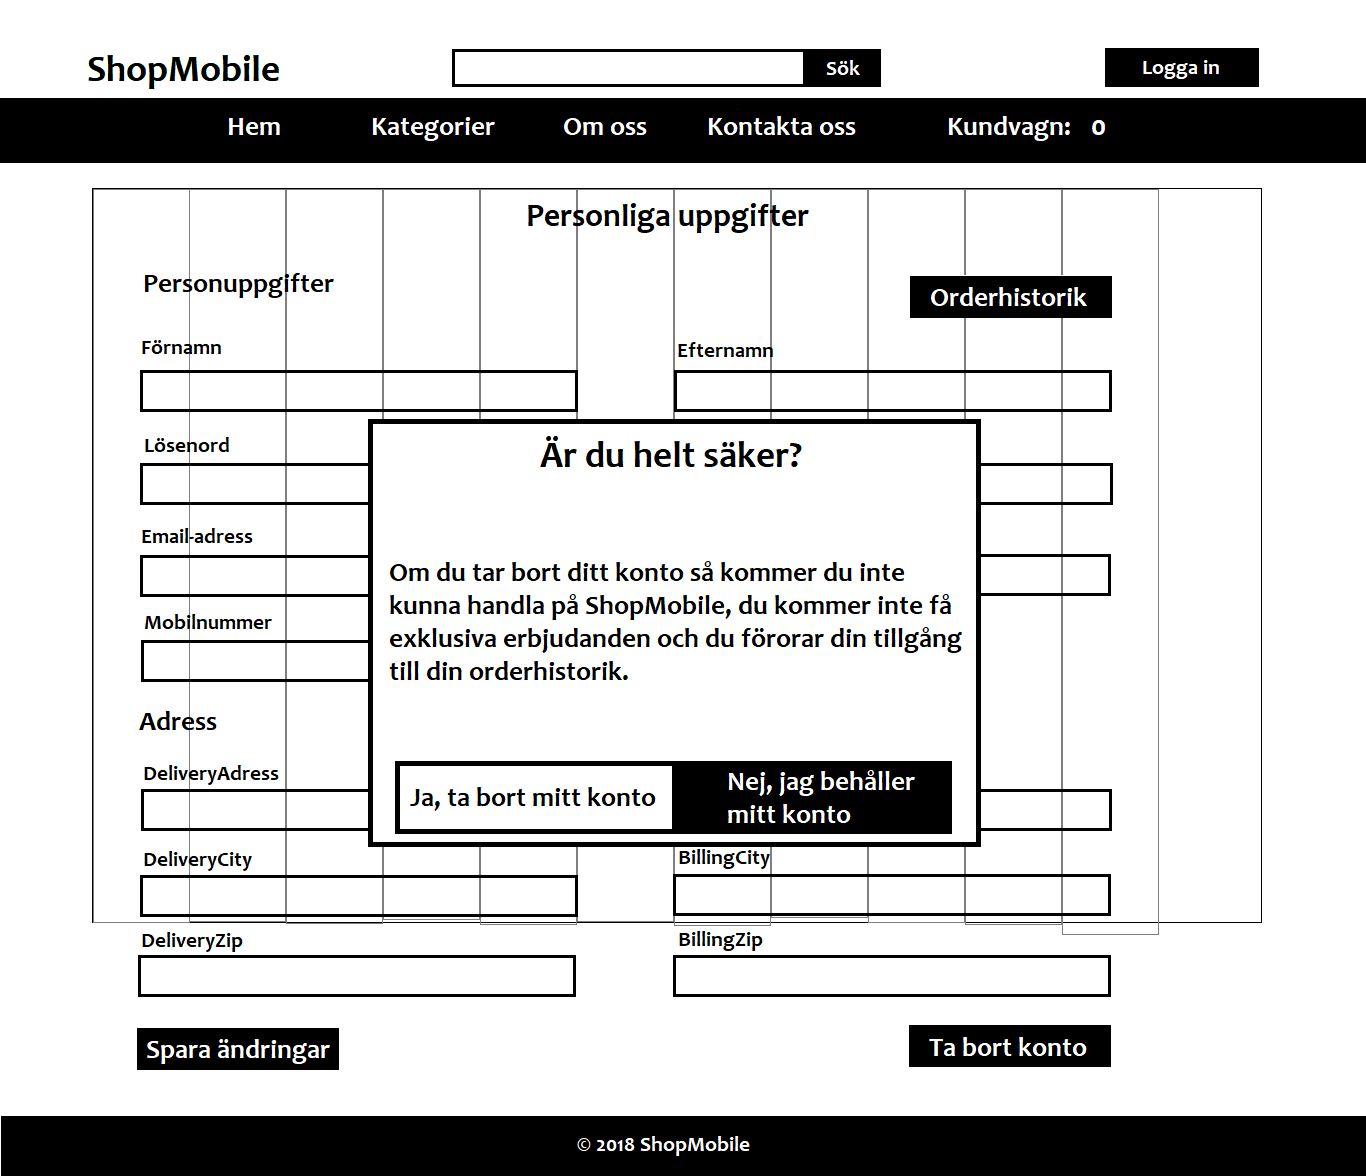 ShopMobile
Sök
Logga in
Hem
Kategorier
Om oss
Kontakta oss
Kundvagn: 0
Personliga uppgifter
Personuppgifter
Orderhistorik
Förnamn
Efternamn
Lösenord
Email-adress
Mobilnummer
Är du helt säker?
Om du tar bort ditt konto så kommer du inte
kunna handla på ShopMobile, du kommer inte få
exklusiva erbjudanden och du förorar din tillgång
till din orderhistorik.
Ja, ta bort mitt konto
Nej, jag behåller
mitt konto
Adress
DeliveryAdress
DeliveryCity
BillingCity
DeliveryZip
BillingZip
Spara ändringar
Ta bort konto
© 2018 ShopMobile